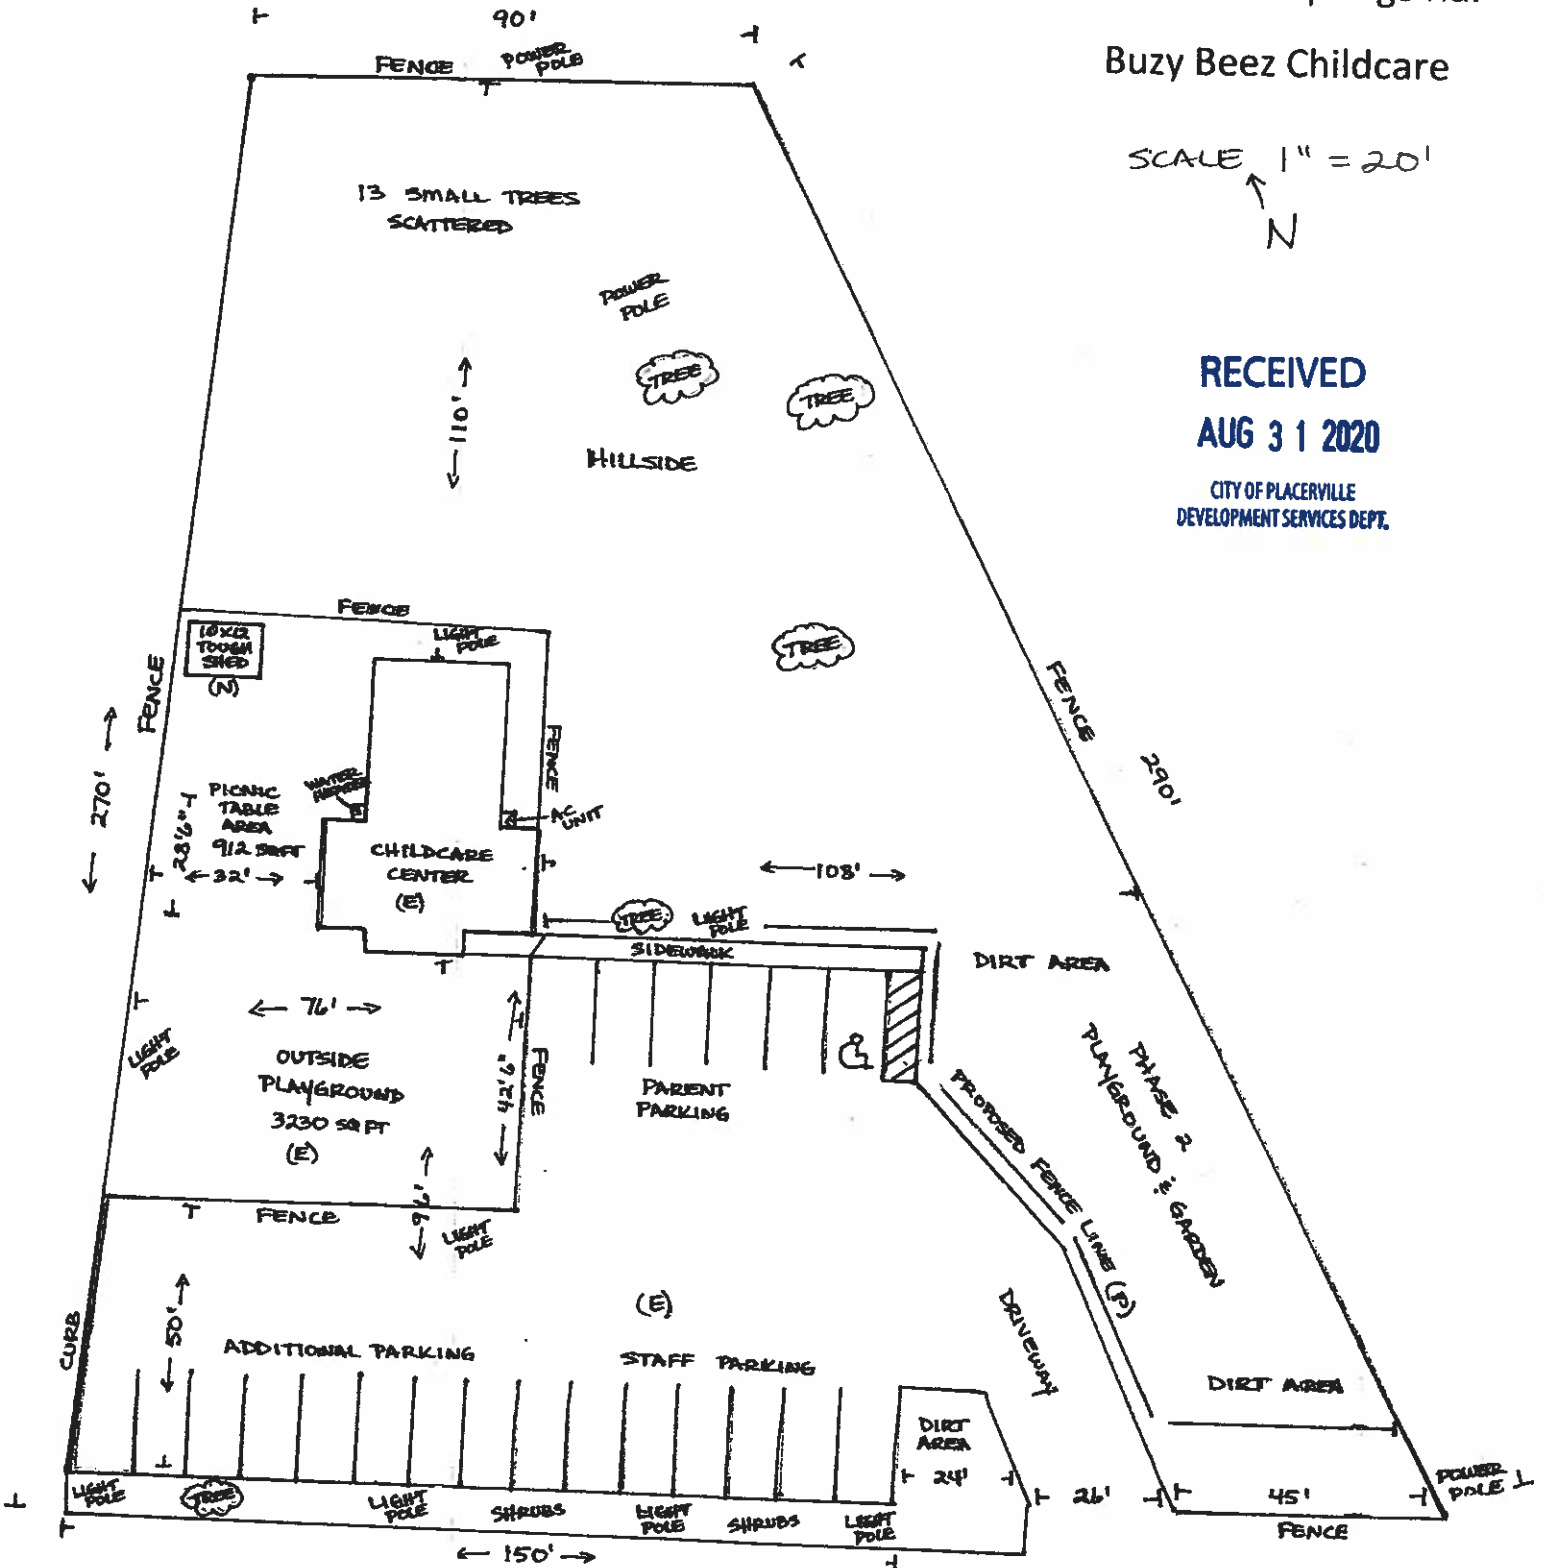 90'
Buzy Beez Childcare
FENCE
POWER
POLE
SCALE 1" = 20'
N
13 SMALL TREES
SCATTERED
POWER
POLE
TREE
TREE
110'
HILLSIDE
RECEIVED
AUG 31 2020
CITY OF PLACERVILLE
DEVELOPMENT SERVICES DEPT.
FENCE
10X12
TOUGH
SHED
(N)
LIGHT
POLE
TREE
FENCE
FENCE
FENCE
290'
270'
PICNIC
TABLE
AREA
912 SQFT
28'6"
32'
WATER
AC
UNIT
CHILDCARE
CENTER
(E)
108'
TREE
LIGHT
POLE
SIDEWALK
DIRT AREA
76'
LIGHT
POLE
OUTSIDE
PLAYGROUND
3230 SQ FT
(E)
42'6"
FENCE
PARENT
PARKING
PROPOSED FENCE LINE (P)
PHASE 2
PLAYGROUND & GARDEN
FENCE
96'
LIGHT
POLE
(E)
CURB
50'
ADDITIONAL PARKING
STAFF PARKING
DRIVEWAY
DIRT AREA
DIRT
AREA
24'
26'
45'
POWER
POLE
LIGHT
POLE
TREE
LIGHT
POLE
SHRUBS
LIGHT
POLE
SHRUBS
LIGHT
POLE
FENCE
150'